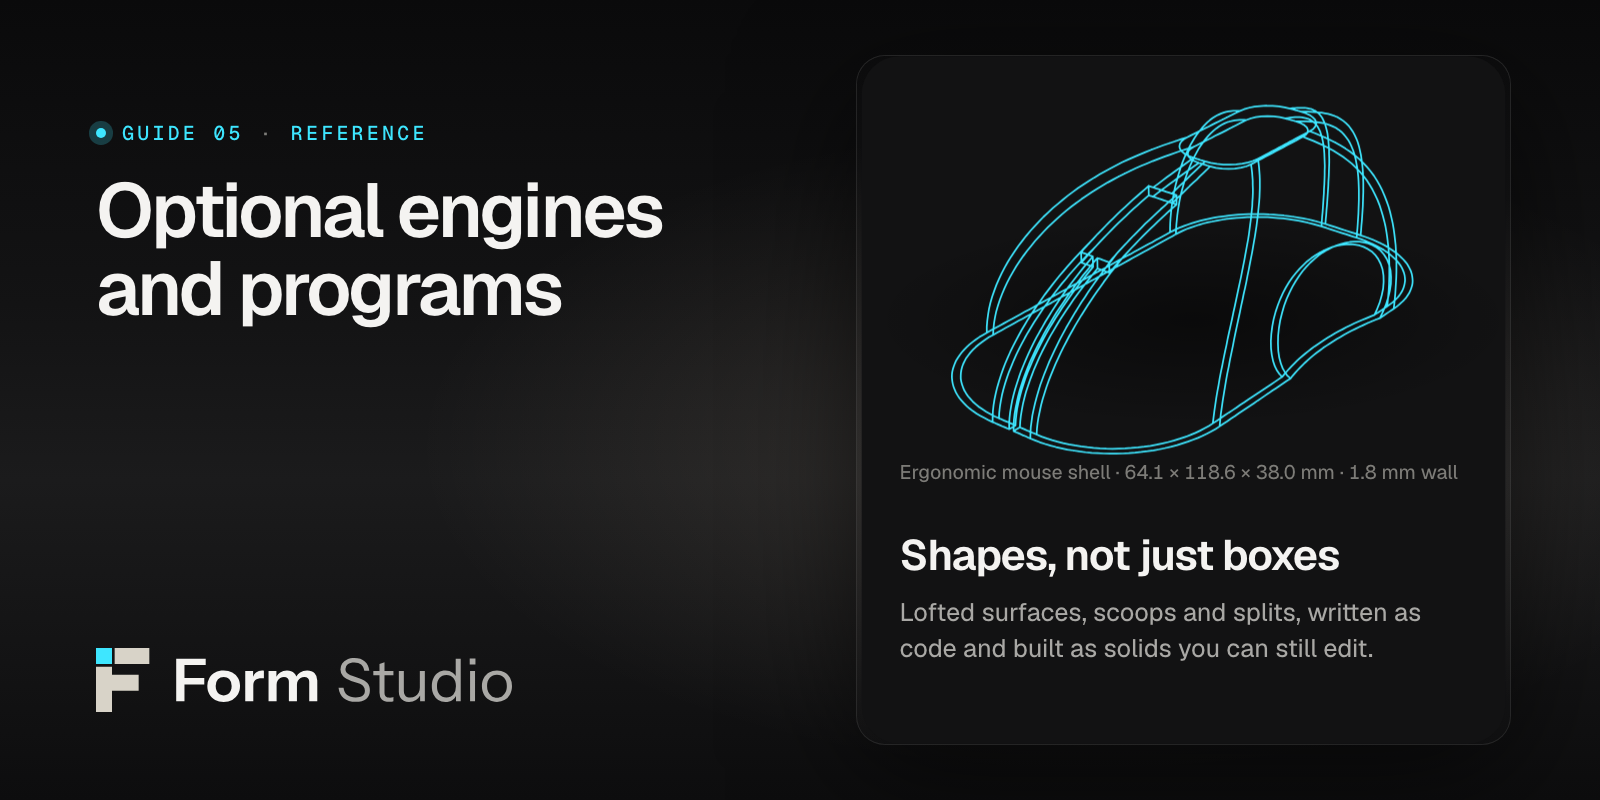 GUIDE 05 · REFERENCE
Optional engines
and programs
Form Studio
Ergonomic mouse shell · 64.1 × 118.6 × 38.0 mm · 1.8 mm wall
Shapes, not just boxes
Lofted surfaces, scoops and splits, written as
code and built as solids you can still edit.